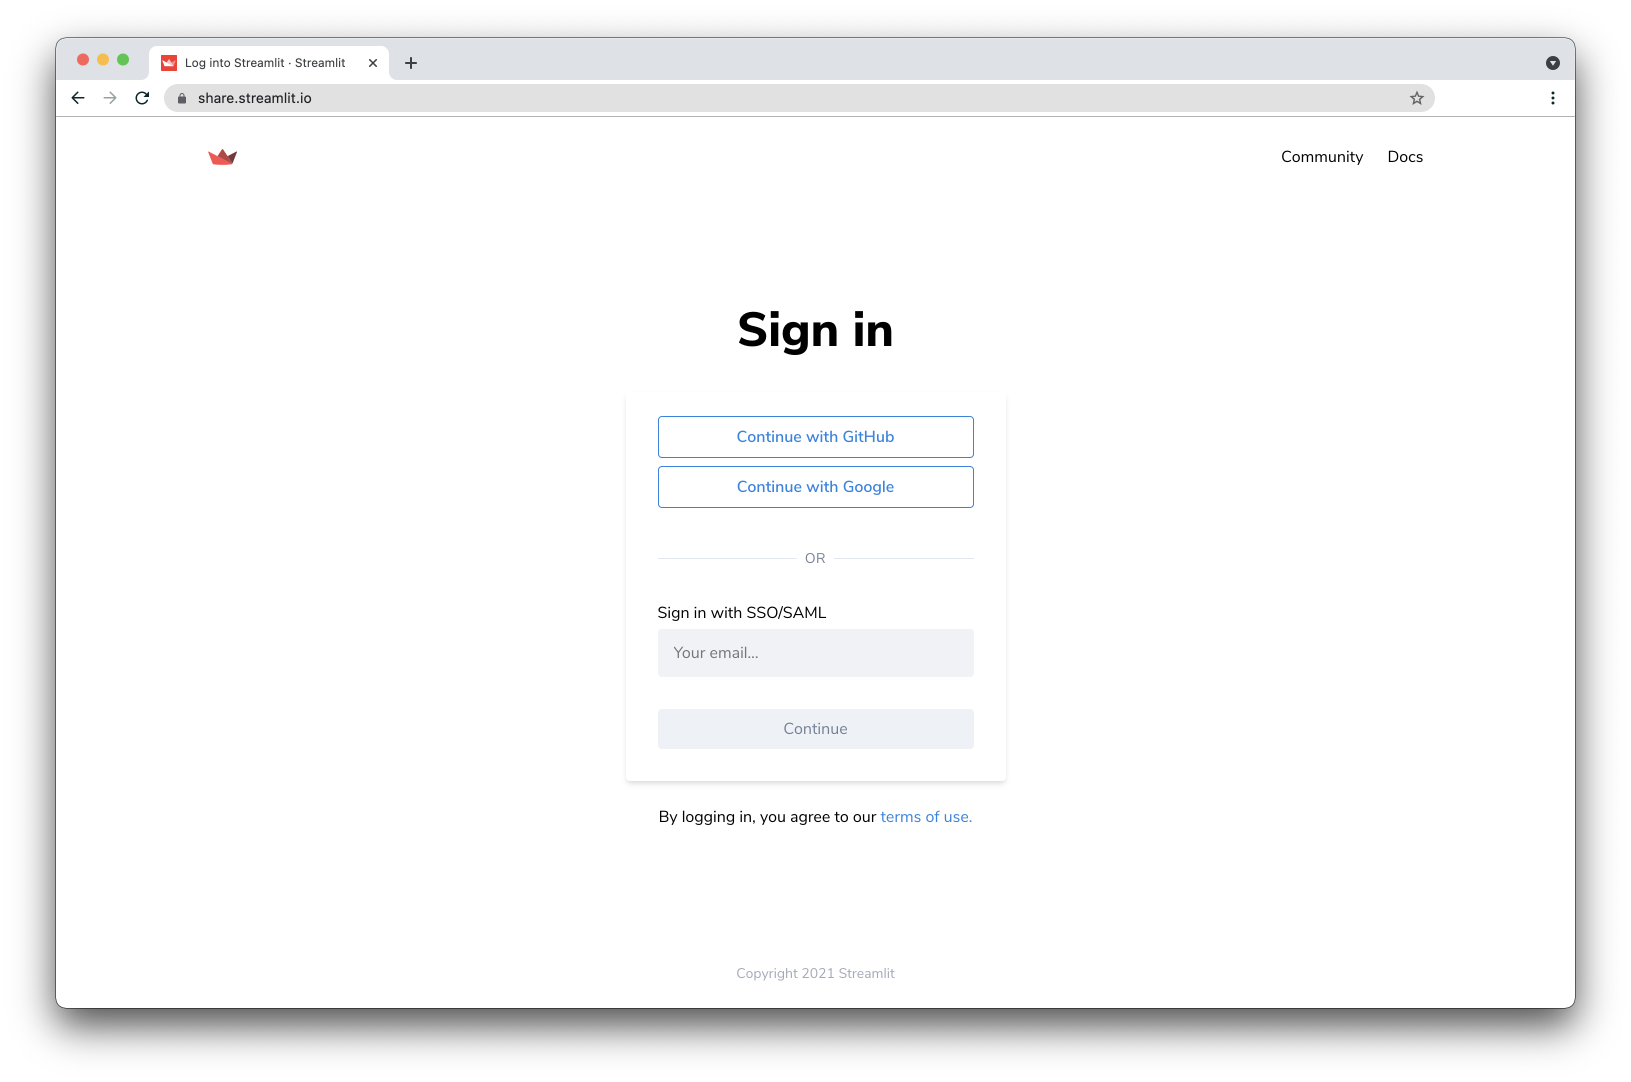 Log into Streamlit · Streamlit
share.streamlit.io
Community Docs
Sign in
Continue with GitHub
Continue with Google
OR
Sign in with SSO/SAML
Your email...
Continue
By logging in, you agree to our terms of use.
Copyright 2021 Streamlit